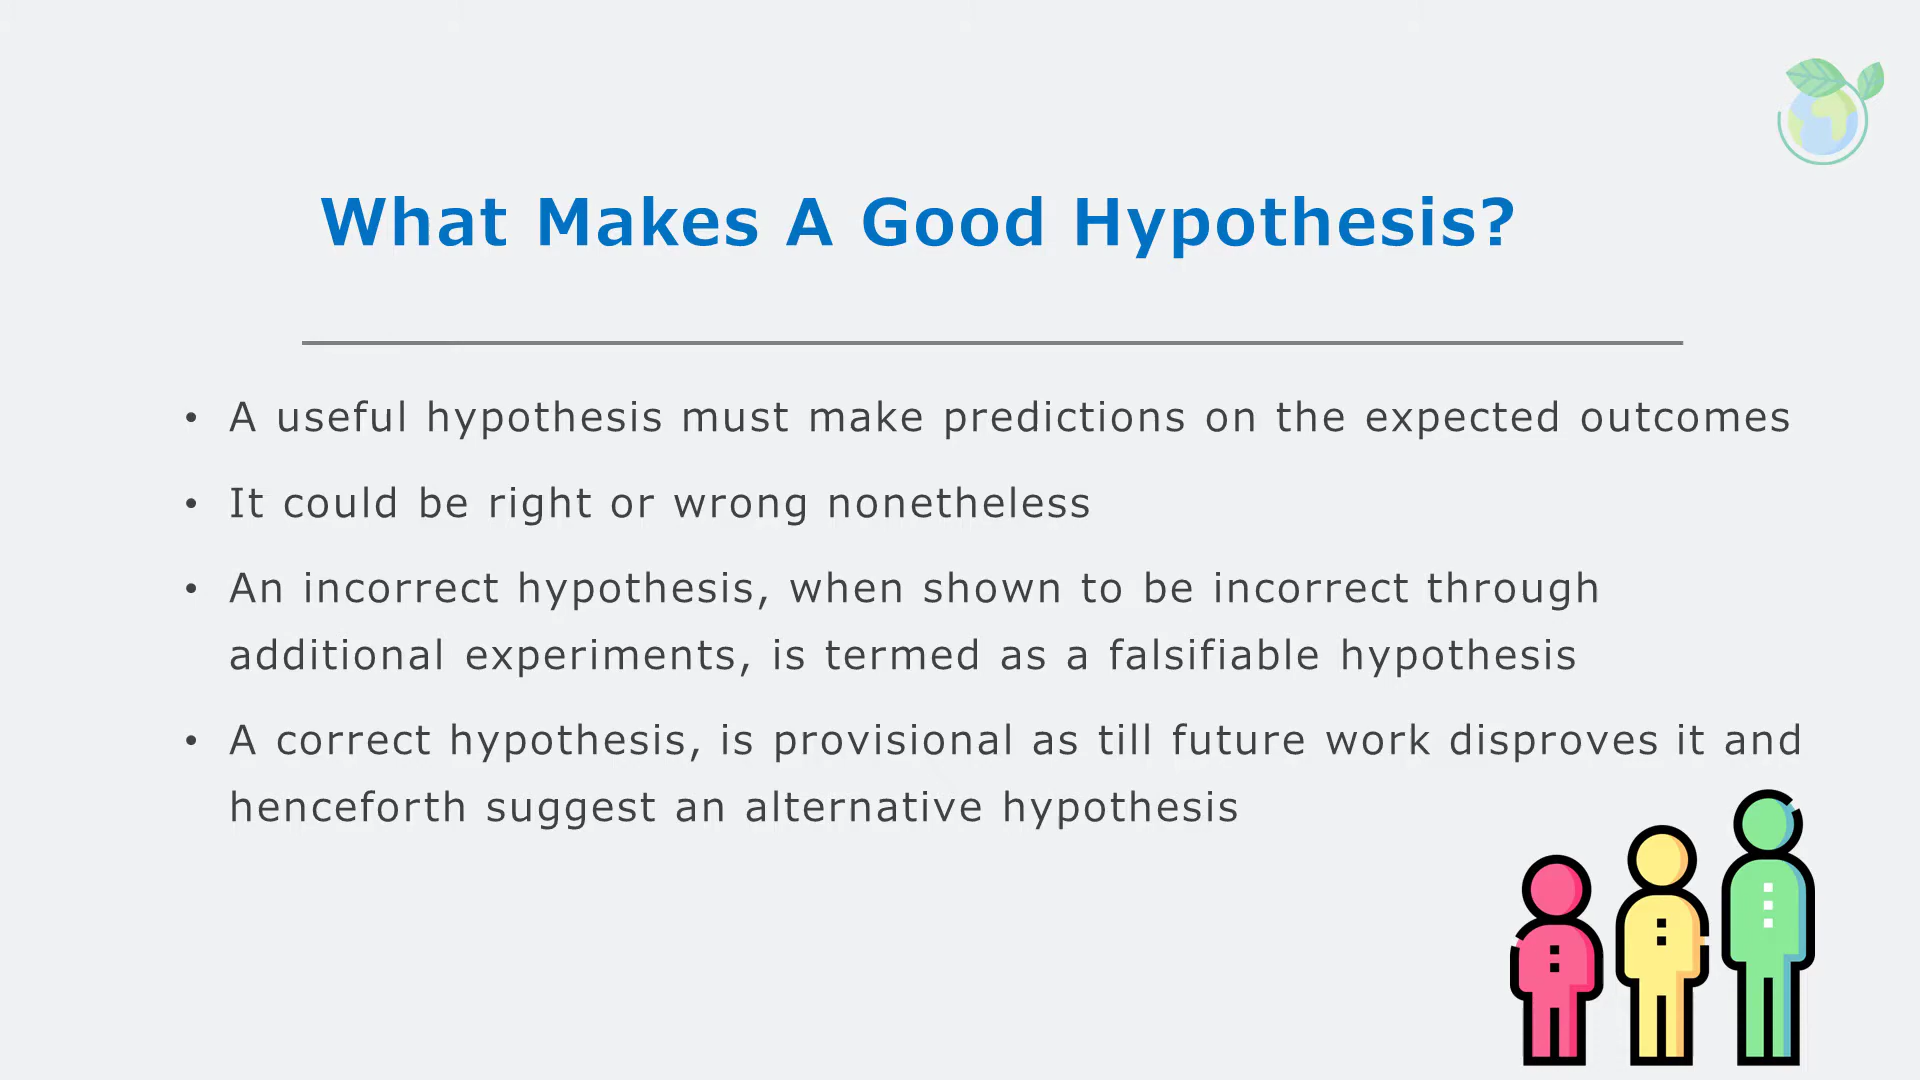 What Makes A Good Hypothesis?
• A useful hypothesis must make predictions on the expected outcomes
• It could be right or wrong nonetheless
• An incorrect hypothesis, when shown to be incorrect through
additional experiments, is termed as a falsifiable hypothesis
• A correct hypothesis, is provisional as till future work disproves it and
henceforth suggest an alternative hypothesis